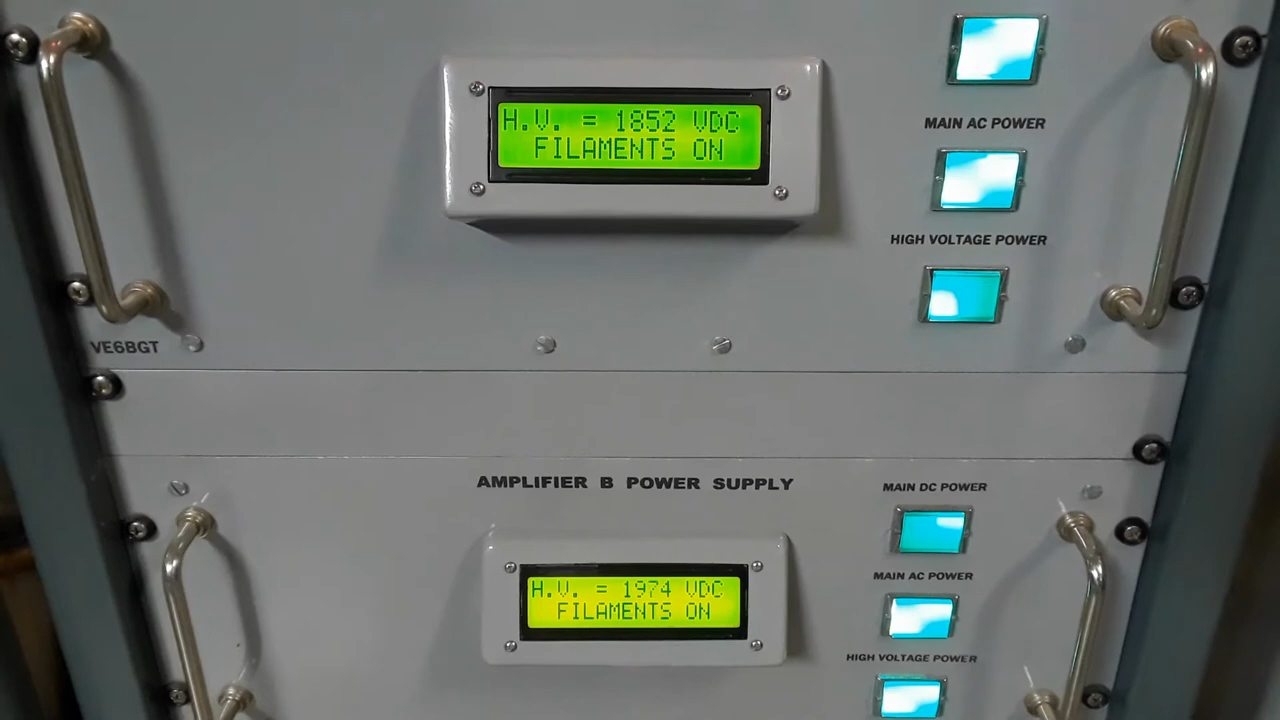 H.V. = 1852 VDC
FILAMENTS ON
MAIN AC POWER
HIGH VOLTAGE POWER
VE6BGT
AMPLIFIER B POWER SUPPLY
MAIN DC POWER
H.V. = 1974 VDC
FILAMENTS ON
MAIN AC POWER
HIGH VOLTAGE POWER